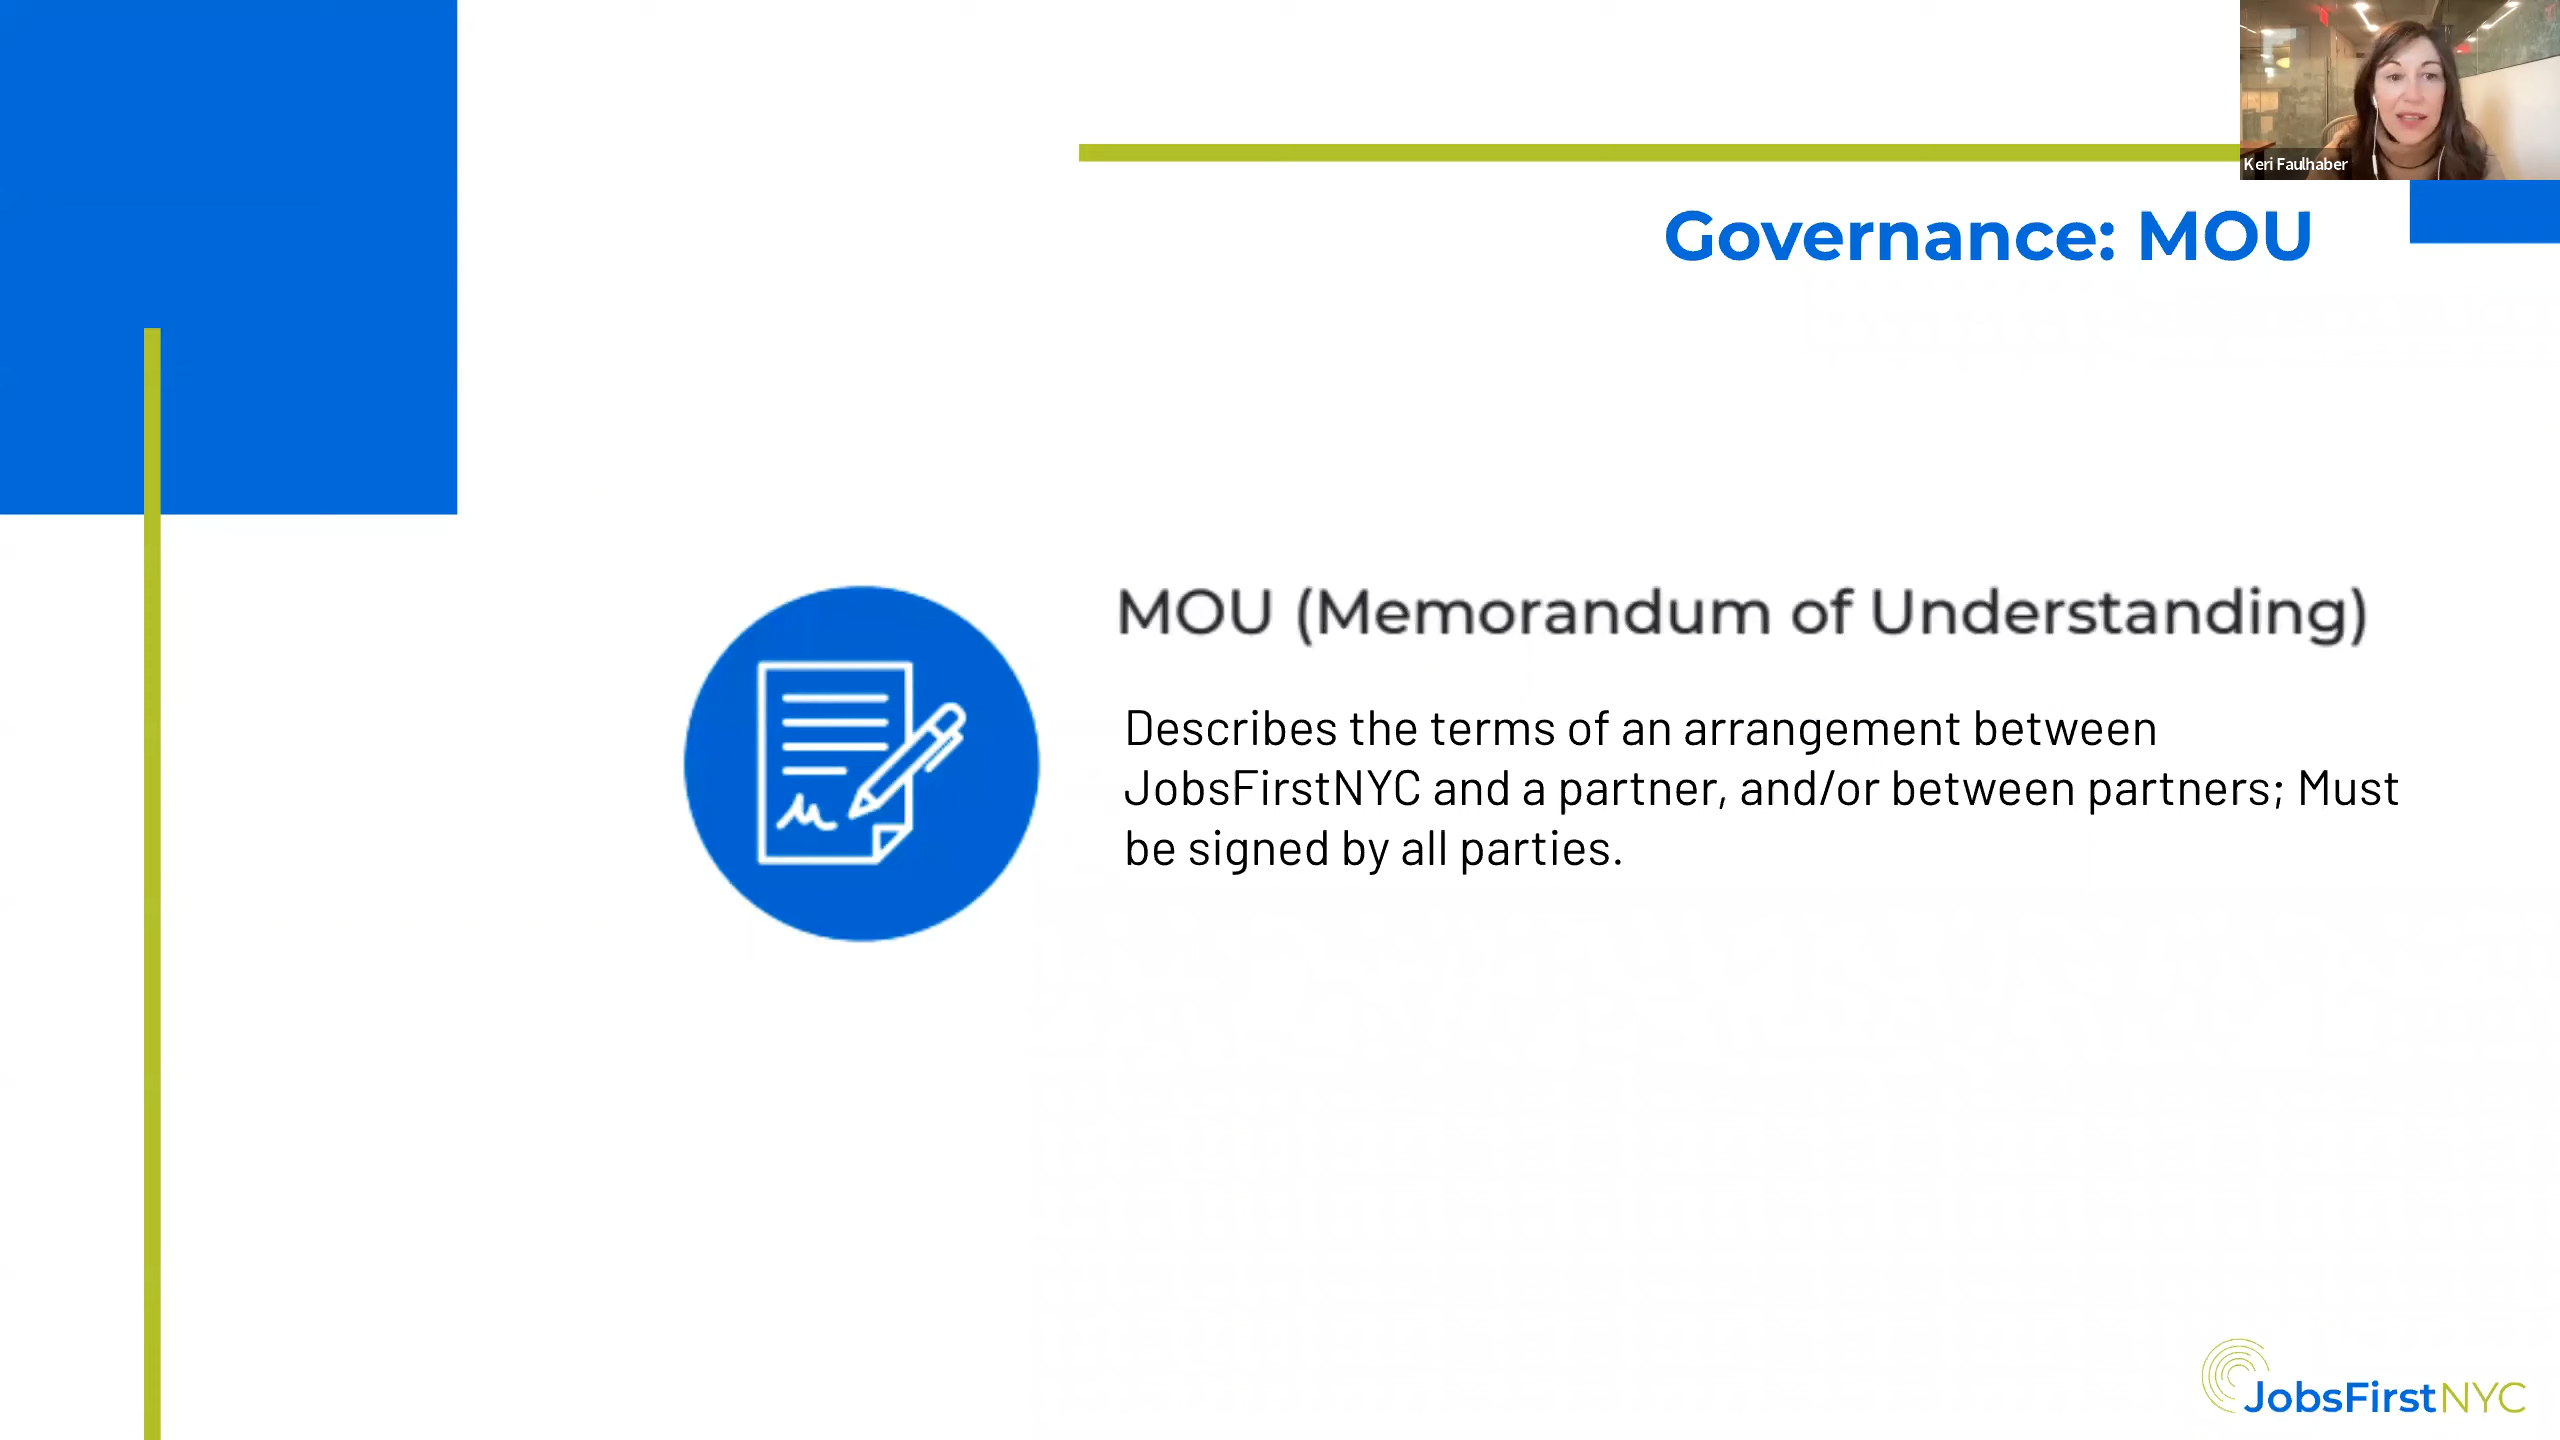 Keri Faulhaber
Governance: MOU
MOU (Memorandum of Understanding)
Describes the terms of an arrangement between
JobsFirstNYC and a partner, and/or between partners; Must
be signed by all parties.
JobsFirstNYC